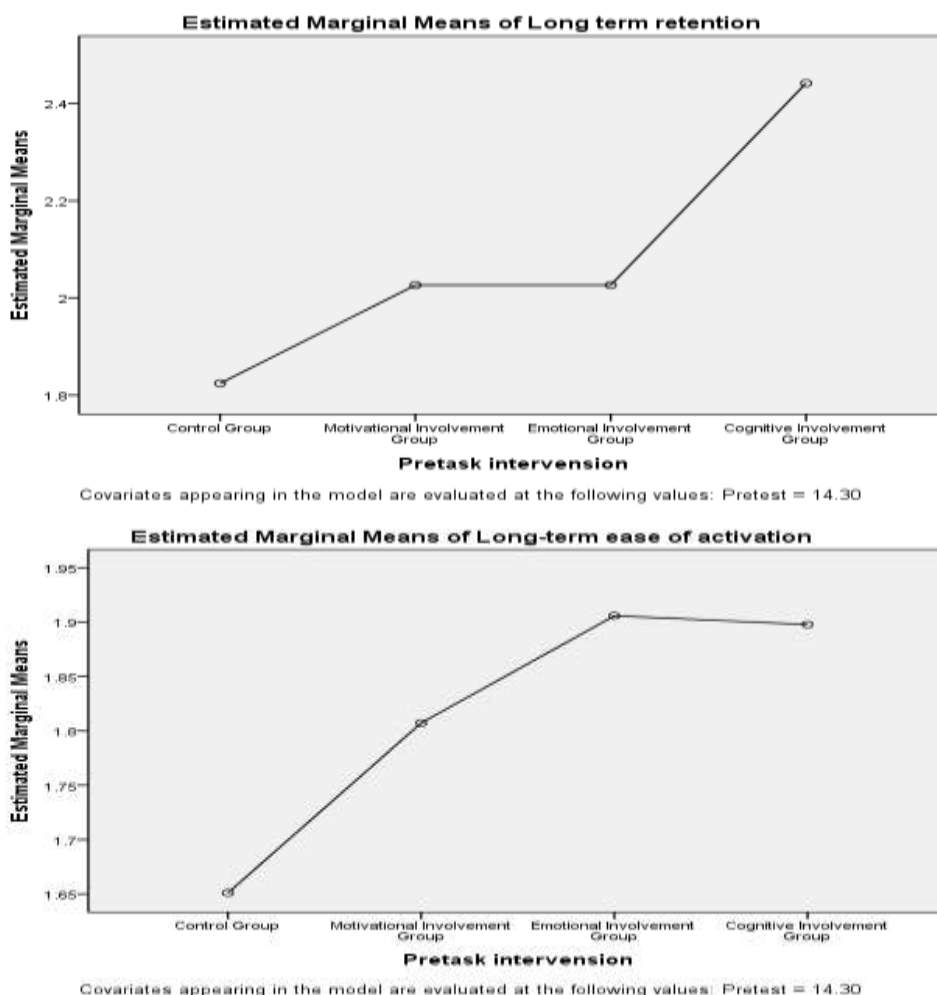 Estimated Marginal Means of Long term retention
Estimated Marginal Means
2.4
2.2
2
1.8
Control Group
Motivational Involvement
Group
Emotional Involvement
Group
Cognitive Involvement
Group
Pretask intervension
Covariates appearing in the model are evaluated at the following values: Pretest = 14.30
Estimated Marginal Means of Long-term ease of activation
Estimated Marginal Means
1.95
1.9
1.85
1.8
1.75
1.7
1.65
Control Group
Motivational Involvement
Group
Emotional Involvement
Group
Cognitive Involvement
Group
Pretask intervension
Covariates appearing in the model are evaluated at the following values: Pretest = 14.30